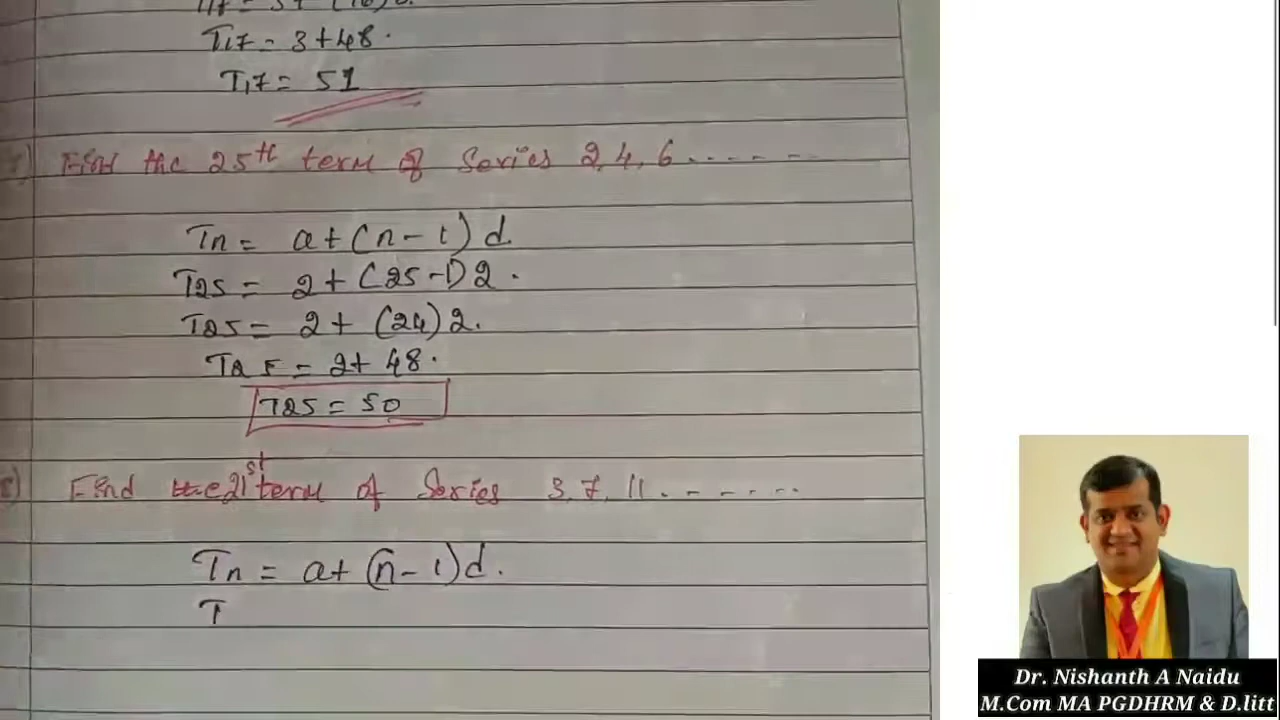 T17 = 3 + 48.
T17 = 51
Find the 25th term of Series 2, 4, 6 ......
Tn = a + (n - 1) d.
T25 = 2 + (25 - 1) 2.
T25 = 2 + (24) 2.
T25 = 2 + 48.
T25 = 50
Find the 21st term of Series 3, 7, 11 .......
Tn = a + (n - 1) d.
T
Dr. Nishanth A Naidu
M.Com MA PGDHRM & D.litt